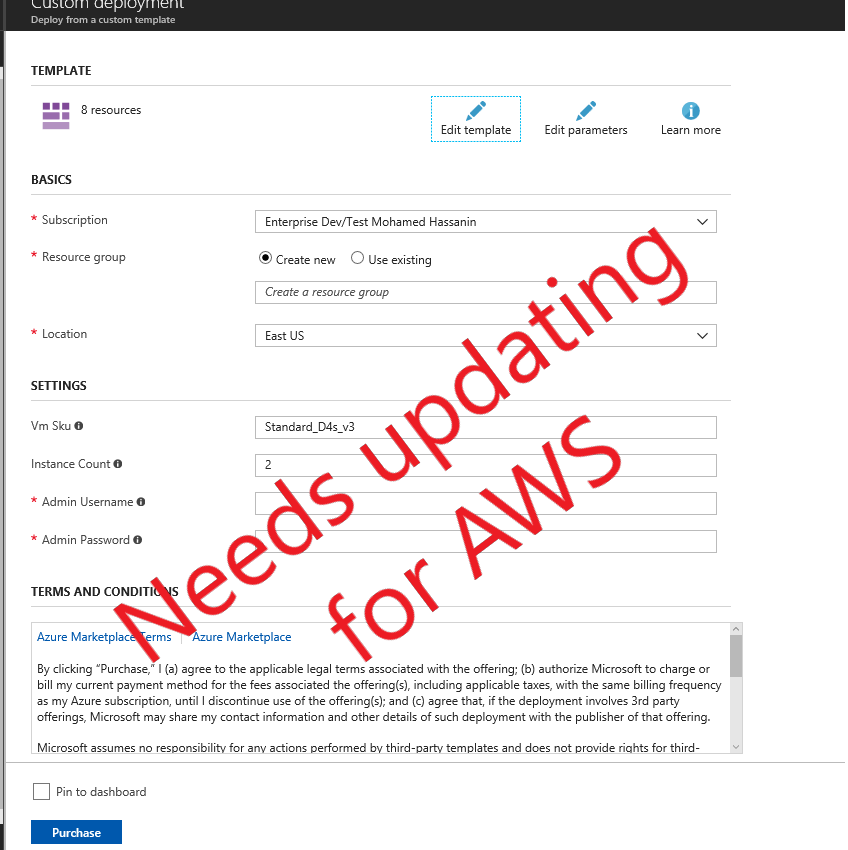 Custom deployment
Deploy from a custom template
TEMPLATE
8 resources
Edit template
Edit parameters
Learn more
BASICS
* Subscription
Enterprise Dev/Test Mohamed Hassanin
* Resource group
Create new Use existing
Create a resource group
* Location
East US
SETTINGS
Vm Sku
Standard_D4s_v3
Instance Count
2
* Admin Username
* Admin Password
Needs updating
for AWS
TERMS AND CONDITIONS
Azure Marketplace Terms | Azure Marketplace
By clicking “Purchase,” I (a) agree to the applicable legal terms associated with the offering; (b) authorize Microsoft to charge or
bill my current payment method for the fees associated the offering(s), including applicable taxes, with the same billing frequency
as my Azure subscription, until I discontinue use of the offering(s); and (c) agree that, if the deployment involves 3rd party
offerings, Microsoft may share my contact information and other details of such deployment with the publisher of that offering.
Microsoft assumes no responsibility for any actions performed by third-party templates and does not provide rights for third-
Pin to dashboard
Purchase